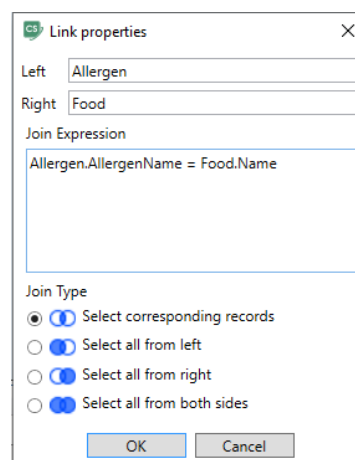 CS Link properties
Left Allergen
Right Food
Join Expression
Allergen.AllergenName = Food.Name
Join Type
Select corresponding records
Select all from left
Select all from right
Select all from both sides
OK Cancel